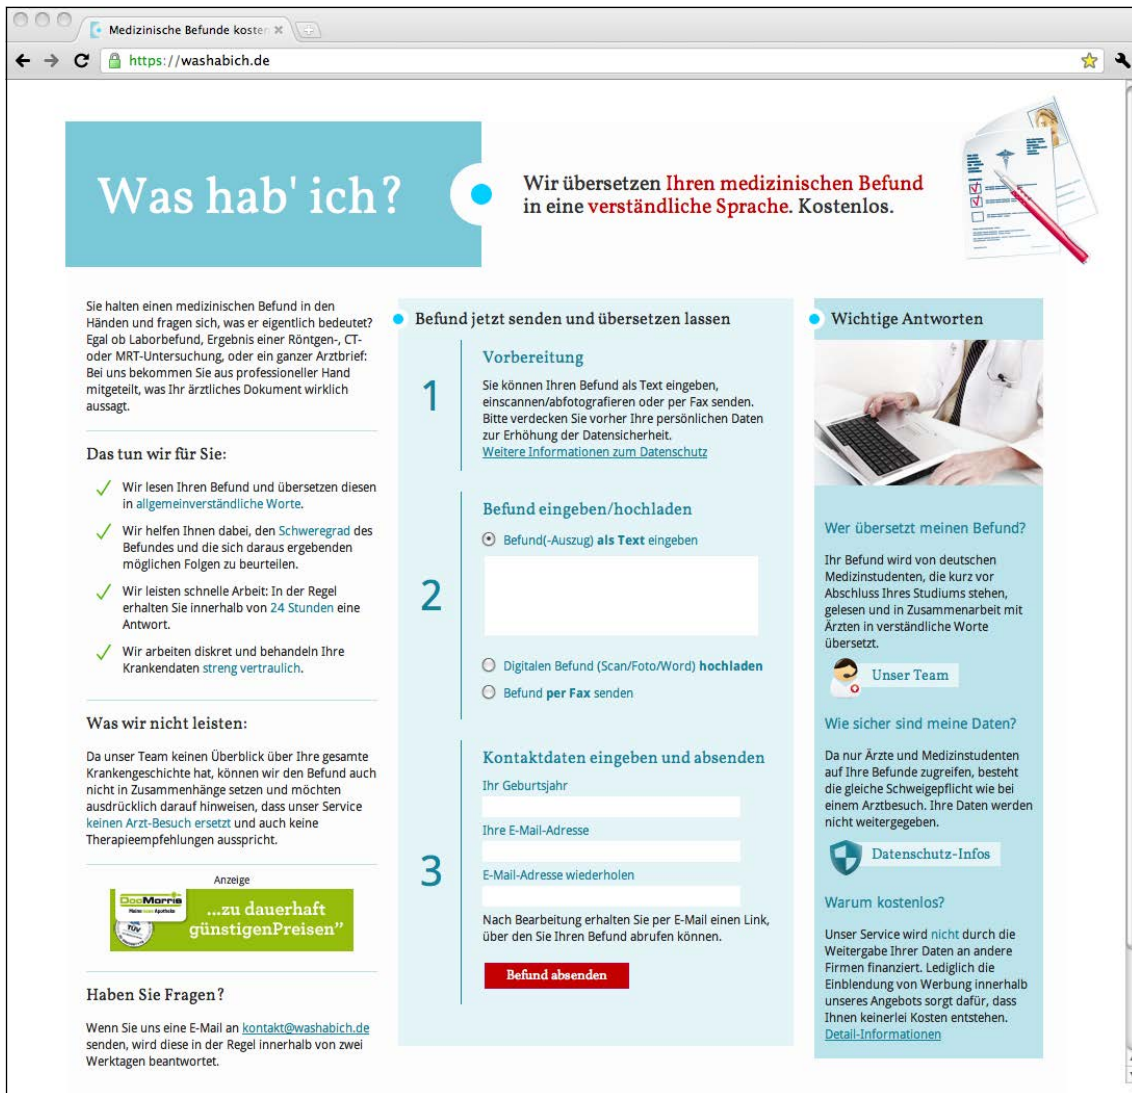 Medizinische Befunde kosten
https://washabich.de
Was hab' ich?
Wir übersetzen Ihren medizinischen Befund
in eine verständliche Sprache. Kostenlos.
Sie halten einen medizinischen Befund in den
Händen und fragen sich, was er eigentlich bedeutet?
Egal ob Laborbefund, Ergebnis einer Röntgen-, CT-
oder MRT-Untersuchung, oder ein ganzer Arztbrief:
Bei uns bekommen Sie aus professioneller Hand
mitgeteilt, was Ihr ärztliches Dokument wirklich
aussagt.
Das tun wir für Sie:
Wir lesen Ihren Befund und übersetzen diesen
in allgemeinverständliche Worte.
Wir helfen Ihnen dabei, den Schweregrad des
Befundes und die sich daraus ergebenden
möglichen Folgen zu beurteilen.
Wir leisten schnelle Arbeit: In der Regel
erhalten Sie innerhalb von 24 Stunden eine
Antwort.
Wir arbeiten diskret und behandeln Ihre
Krankendaten streng vertraulich.
Was wir nicht leisten:
Da unser Team keinen Überblick über Ihre gesamte
Krankengeschichte hat, können wir den Befund auch
nicht in Zusammenhänge setzen und möchten
ausdrücklich darauf hinweisen, dass unser Service
keinen Arzt-Besuch ersetzt und auch keine
Therapieempfehlungen ausspricht.
Anzeige
DocMorris
Meine neue Apotheke
TÜV
...zu dauerhaft
günstigenPreisen”
Haben Sie Fragen?
Wenn Sie uns eine E-Mail an kontakt@washabich.de
senden, wird diese in der Regel innerhalb von zwei
Werktagen beantwortet.
Befund jetzt senden und übersetzen lassen
1
Vorbereitung
Sie können Ihren Befund als Text eingeben,
einscannen/abfotografieren oder per Fax senden.
Bitte verdecken Sie vorher Ihre persönlichen Daten
zur Erhöhung der Datensicherheit.
Weitere Informationen zum Datenschutz
2
Befund eingeben/hochladen
Befund(-Auszug) als Text eingeben
Digitalen Befund (Scan/Foto/Word) hochladen
Befund per Fax senden
3
Kontaktdaten eingeben und absenden
Ihr Geburtsjahr
Ihre E-Mail-Adresse
E-Mail-Adresse wiederholen
Nach Bearbeitung erhalten Sie per E-Mail einen Link,
über den Sie Ihren Befund abrufen können.
Befund absenden
Wichtige Antworten
Wer übersetzt meinen Befund?
Ihr Befund wird von deutschen
Medizinstudenten, die kurz vor
Abschluss Ihres Studiums stehen,
gelesen und in Zusammenarbeit mit
Ärzten in verständliche Worte
übersetzt.
Unser Team
Wie sicher sind meine Daten?
Da nur Ärzte und Medizinstudenten
auf Ihre Befunde zugreifen, besteht
die gleiche Schweigepflicht wie bei
einem Arztbesuch. Ihre Daten werden
nicht weitergegeben.
Datenschutz-Infos
Warum kostenlos?
Unser Service wird nicht durch die
Weitergabe Ihrer Daten an andere
Firmen finanziert. Lediglich die
Einblendung von Werbung innerhalb
unseres Angebots sorgt dafür, dass
Ihnen keinerlei Kosten entstehen.
Detail-Informationen